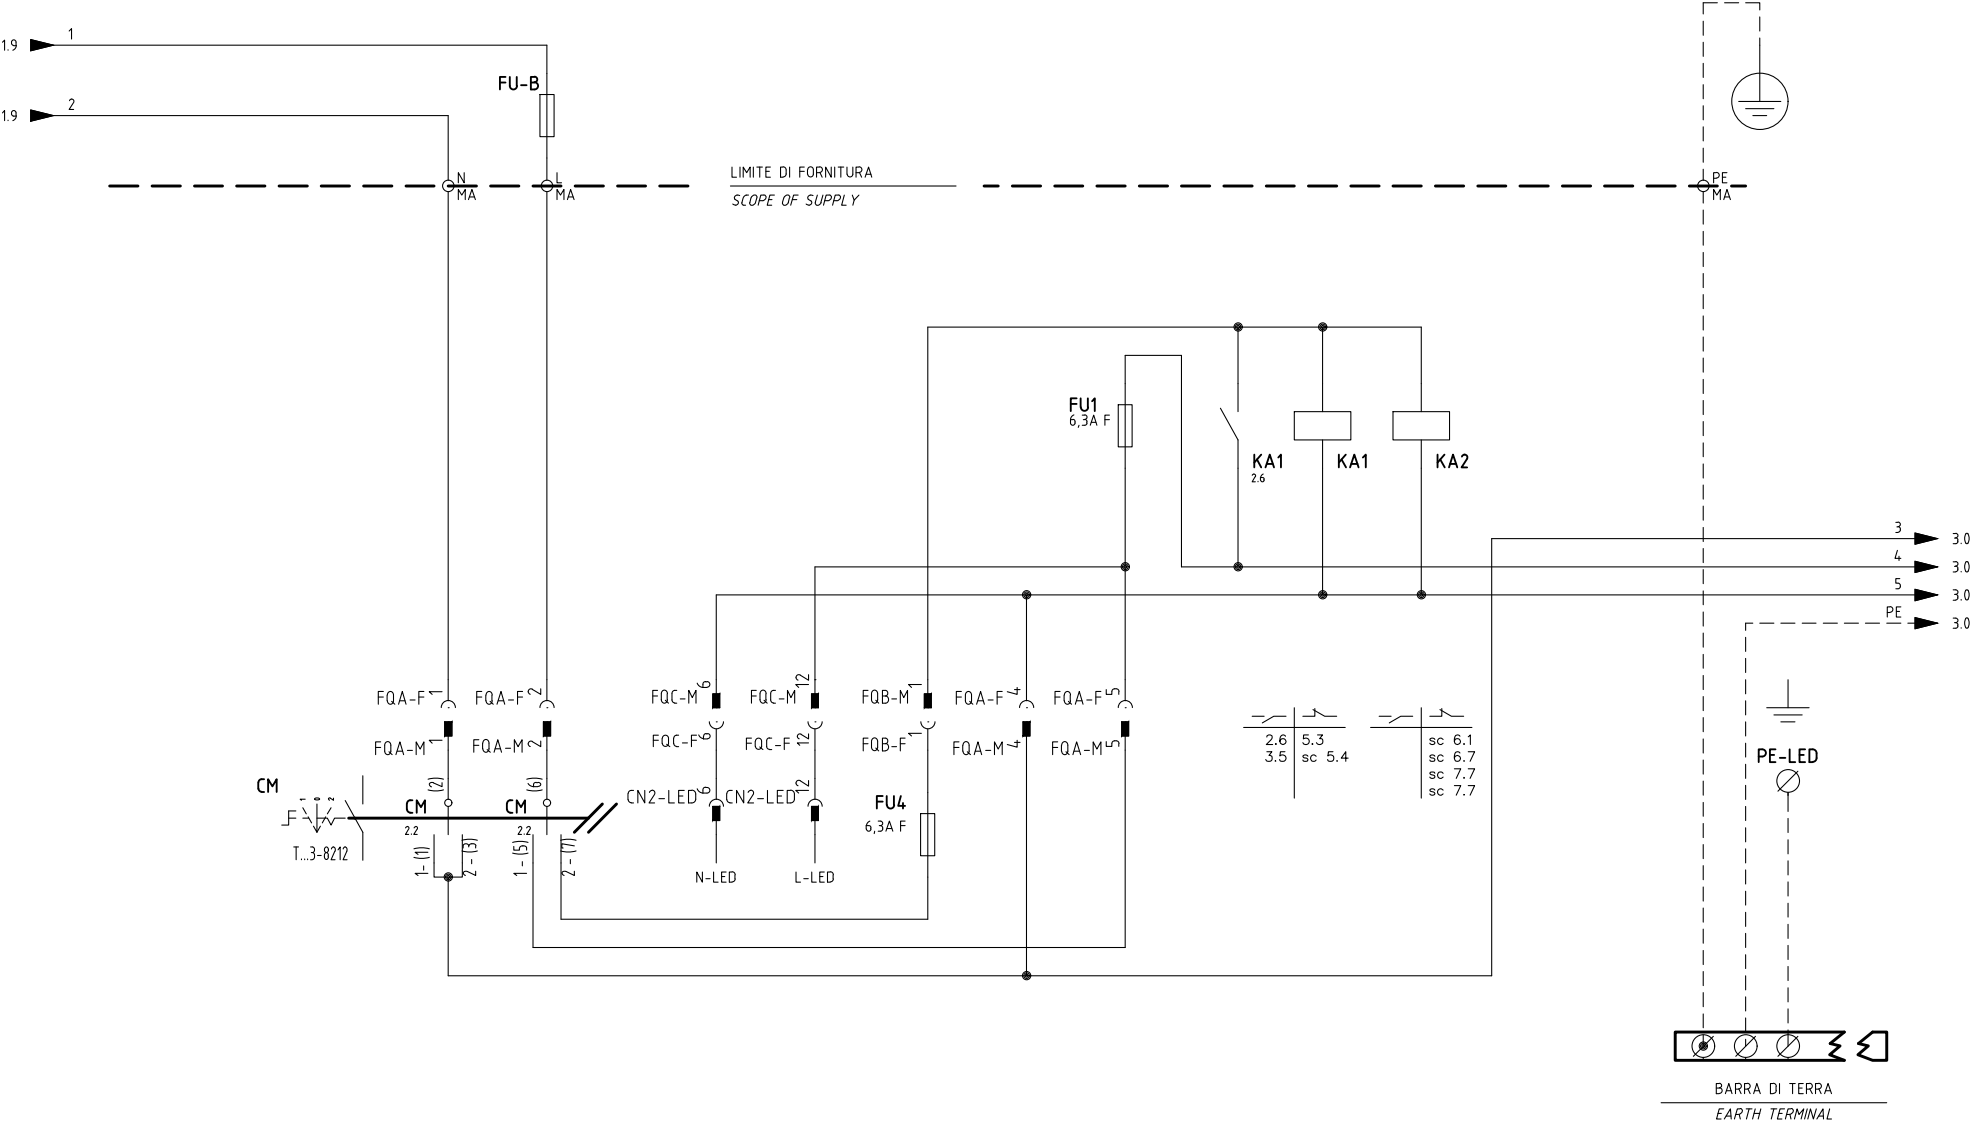 1.9
1
FU-B
1.9
2
N
MA
L
MA
LIMITE DI FORNITURA
SCOPE OF SUPPLY
PE
MA
FU1
6,3A F
KA1
2.6
KA1
KA2
3
3.0
4
3.0
5
3.0
PE
3.0
FQA-F 1
FQA-F 2
FQC-M 6
FQC-M 12
FQB-M 1
FQA-F 4
FQA-F 5
FQA-M 1
FQA-M 2
FQC-F 6
FQC-F 12
FQB-F 1
FQA-M 4
FQA-M 5
2.6
3.5
5.3
sc 5.4
sc 6.1
sc 6.7
sc 7.7
sc 7.7
PE-LED
CM
1 0 2
T...3-8212
(2)
CM
2.2
1- (1)
2 - (3)
(6)
CM
2.2
1 - (5)
2 - (7)
CN2-LED 6
CN2-LED 12
FU4
6,3A F
N-LED
L-LED
BARRA DI TERRA
EARTH TERMINAL